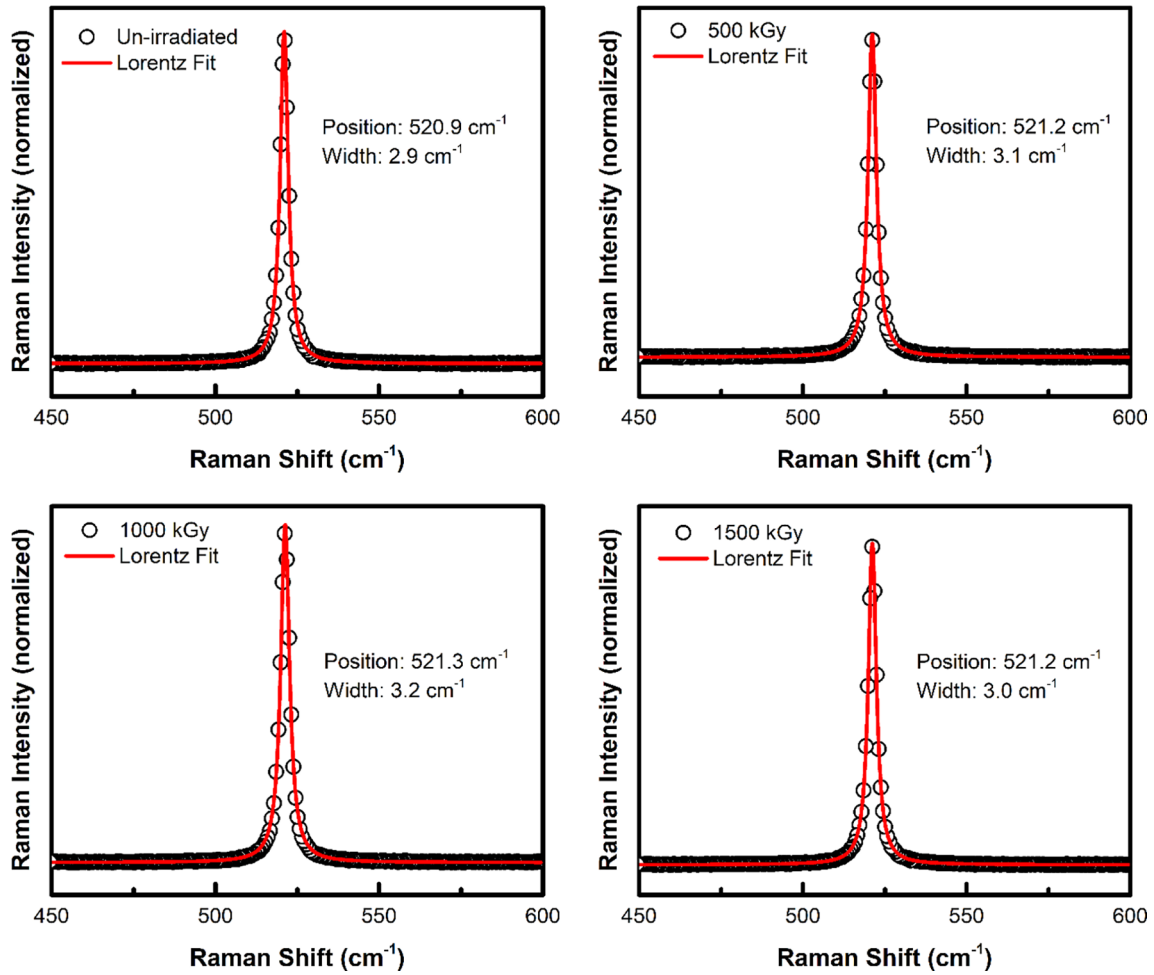 Un-irradiated
Lorentz Fit
Position: 520.9 cm⁻¹
Width: 2.9 cm⁻¹
Raman Intensity (normalized)
450 500 550 600
Raman Shift (cm⁻¹)
500 kGy
Lorentz Fit
Position: 521.2 cm⁻¹
Width: 3.1 cm⁻¹
Raman Intensity (normalized)
450 500 550 600
Raman Shift (cm⁻¹)
1000 kGy
Lorentz Fit
Position: 521.3 cm⁻¹
Width: 3.2 cm⁻¹
Raman Intensity (normalized)
450 500 550 600
Raman Shift (cm⁻¹)
1500 kGy
Lorentz Fit
Position: 521.2 cm⁻¹
Width: 3.0 cm⁻¹
Raman Intensity (normalized)
450 500 550 600
Raman Shift (cm⁻¹)